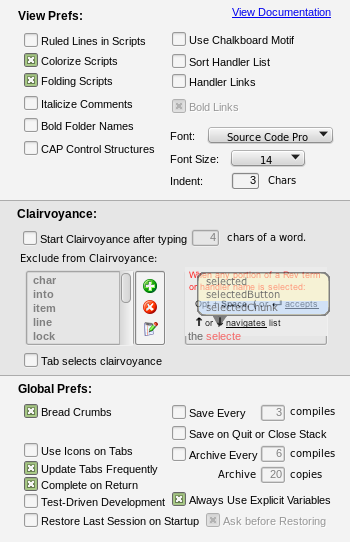 View Prefs:
View Documentation
Ruled Lines in Scripts
Use Chalkboard Motif
Colorize Scripts
Sort Handler List
Folding Scripts
Handler Links
Italicize Comments
Bold Links
Bold Folder Names
Font: Source Code Pro
CAP Control Structures
Font Size: 14
Indent: 3 Chars
Clairvoyance:
Start Clairvoyance after typing 4 chars of a word.
Exclude from Clairvoyance:
char
into
item
line
lock
When any portion of a Rev term
or handler name is selected:
selected
selectedButton
selectedChunk
accepts
or navigates list
the selecte
Tab selects clairvoyance
Global Prefs:
Bread Crumbs
Save Every 3 compiles
Save on Quit or Close Stack
Use Icons on Tabs
Archive Every 6 compiles
Update Tabs Frequently
Archive 20 copies
Complete on Return
Test-Driven Development
Always Use Explicit Variables
Restore Last Session on Startup
Ask before Restoring